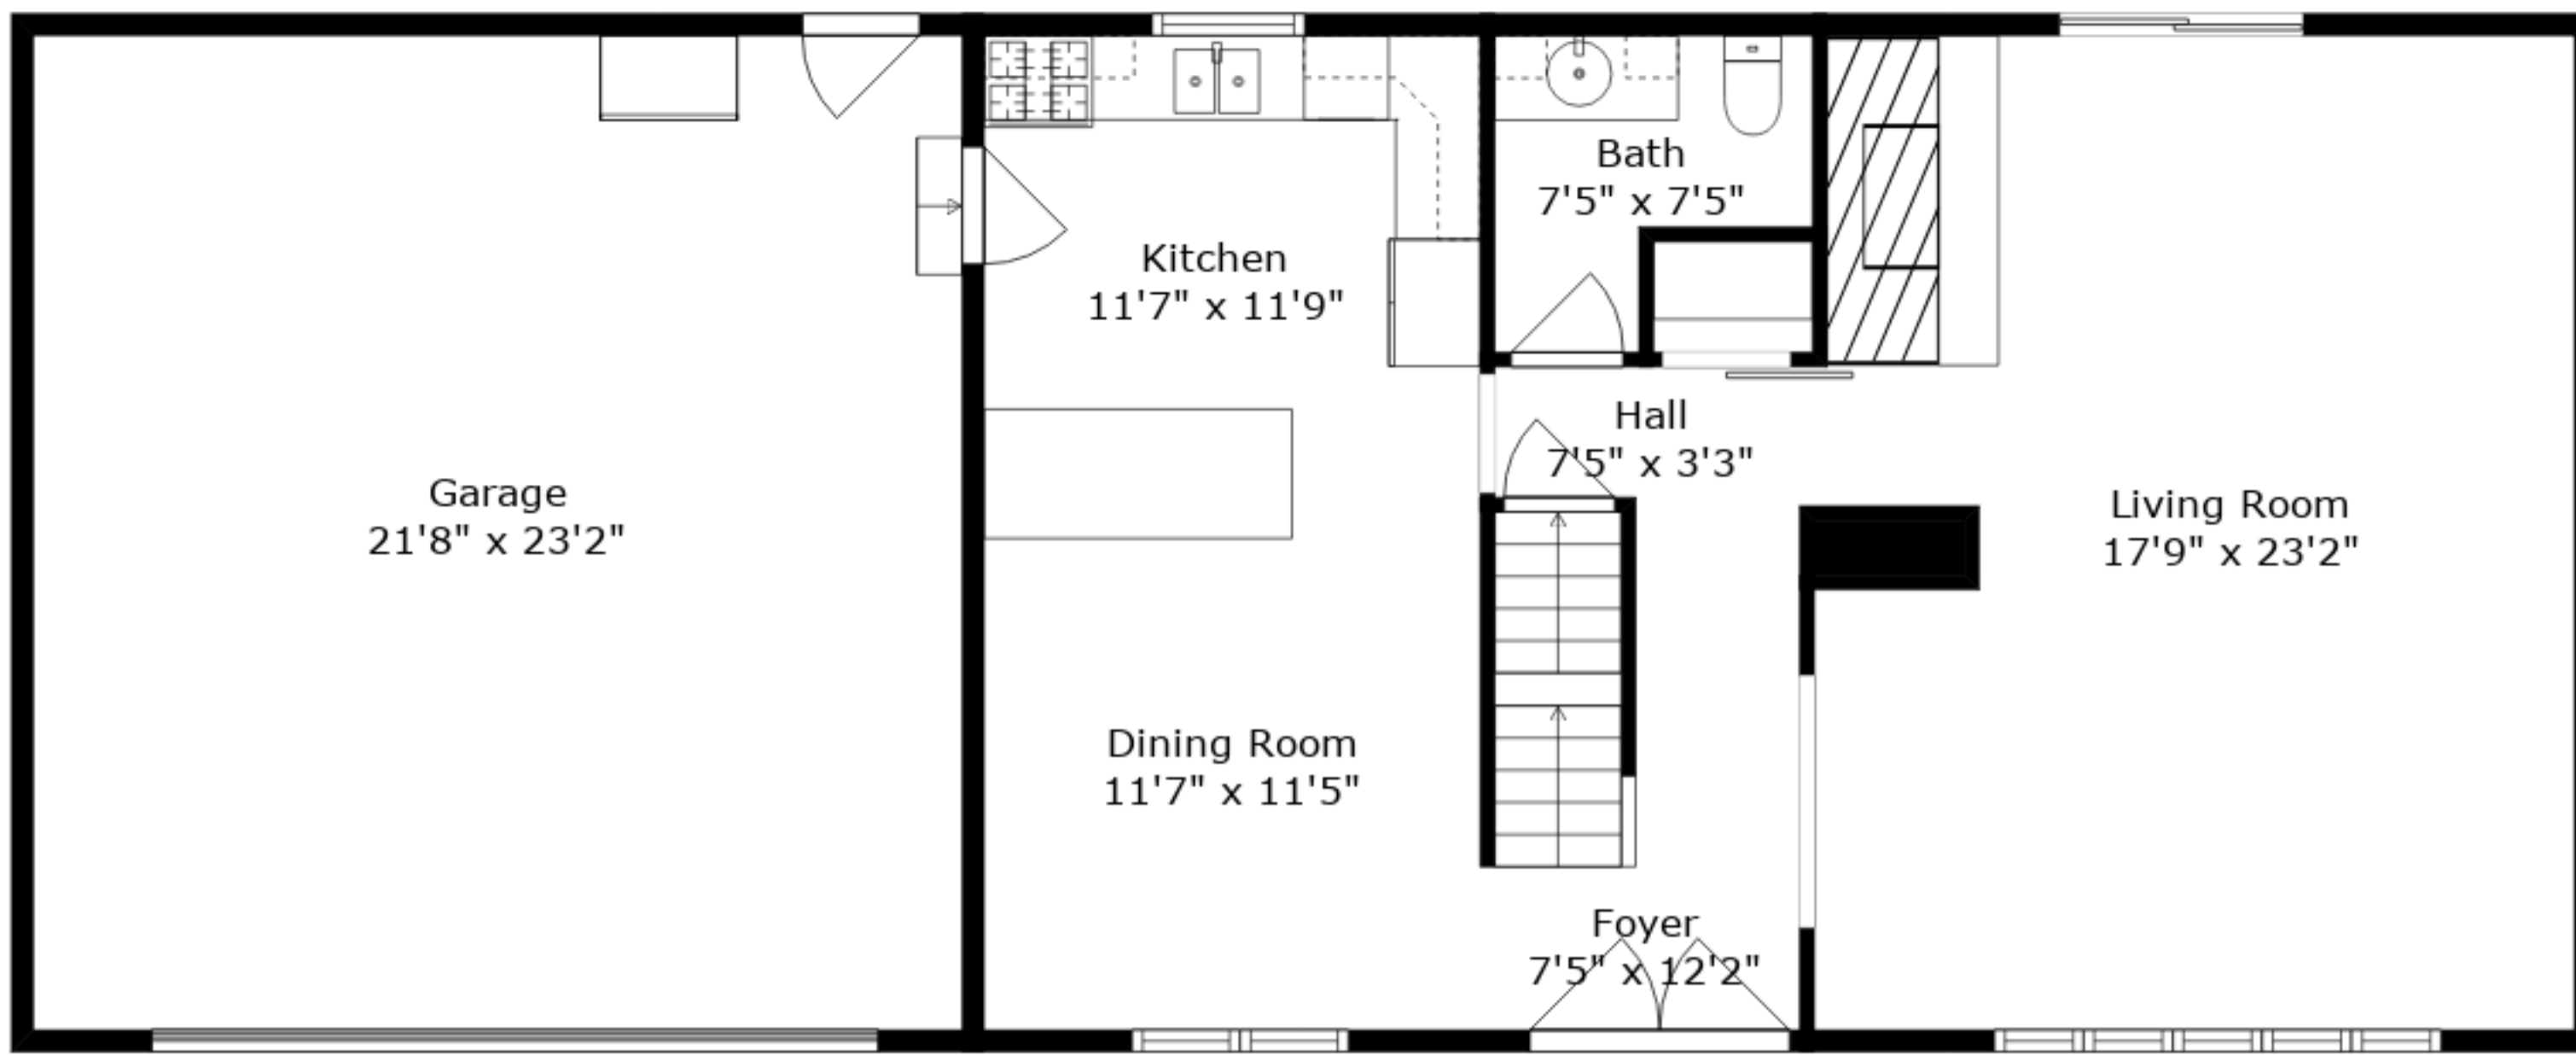 Bath
7'5" x 7'5"
Kitchen
11'7" x 11'9"
Hall
7'5" x 3'3"
Garage
21'8" x 23'2"
Living Room
17'9" x 23'2"
Dining Room
11'7" x 11'5"
Foyer
7'5" x 12'2"